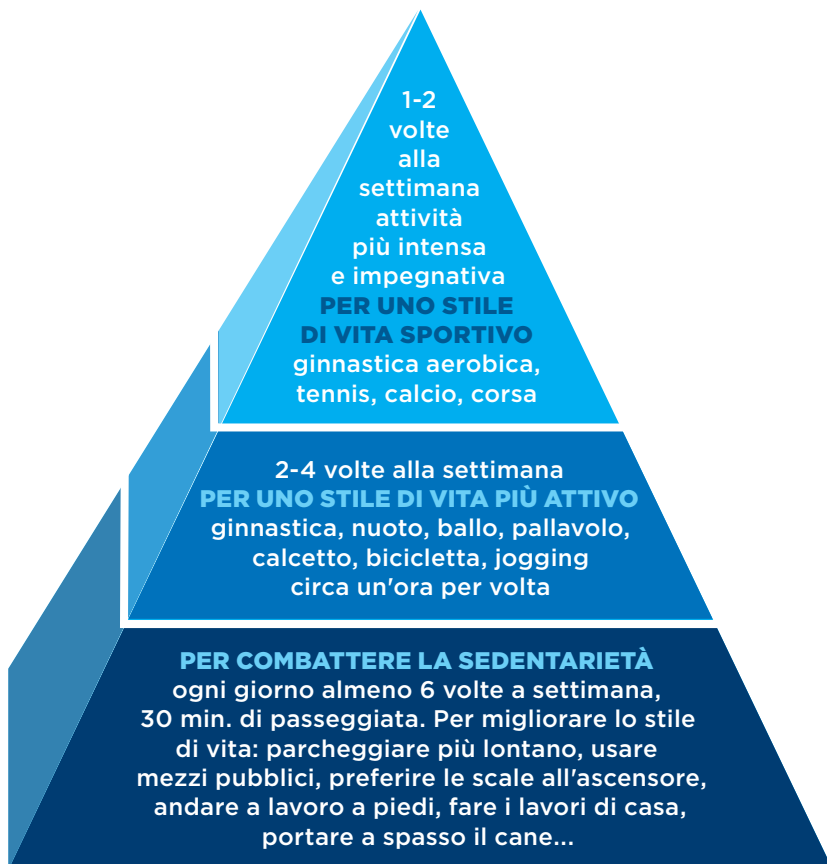 1-2
volte
alla
settimana
attività
più intensa
e impegnativa
PER UNO STILE
DI VITA SPORTIVO
ginnastica aerobica,
tennis, calcio, corsa
2-4 volte alla settimana
PER UNO STILE DI VITA PIÙ ATTIVO
ginnastica, nuoto, ballo, pallavolo,
calcetto, bicicletta, jogging
circa un'ora per volta
PER COMBATTERE LA SEDENTARIETÀ
ogni giorno almeno 6 volte a settimana,
30 min. di passeggiata. Per migliorare lo stile
di vita: parcheggiare più lontano, usare
mezzi pubblici, preferire le scale all'ascensore,
andare a lavoro a piedi, fare i lavori di casa,
portare a spasso il cane...